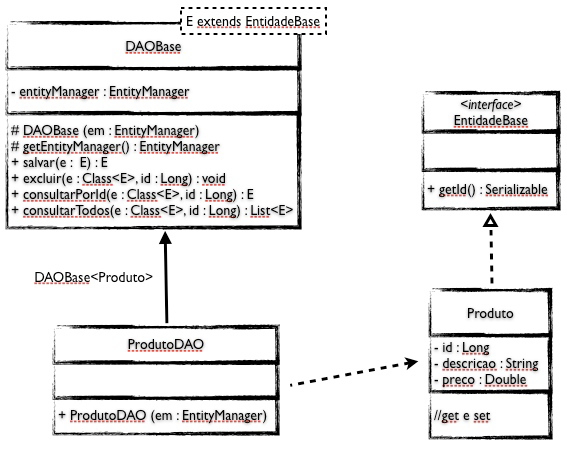 E extends EntidadeBase
DAOBase
- entityManager : EntityManager
# DAOBase (em : EntityManager)
# getEntityManager() : EntityManager
+ salvar(e : E) : E
+ excluir(e : Class<E>, id : Long) : void
+ consultarPorId(e : Class<E>, id : Long) : E
+ consultarTodos(e : Class<E>, id : Long) : List<E>
<interface>
EntidadeBase
+ getId() : Serializable
DAOBase<Produto>
ProdutoDAO
+ ProdutoDAO (em : EntityManager)
Produto
- id : Long
- descricao : String
- preco : Double
//get e set